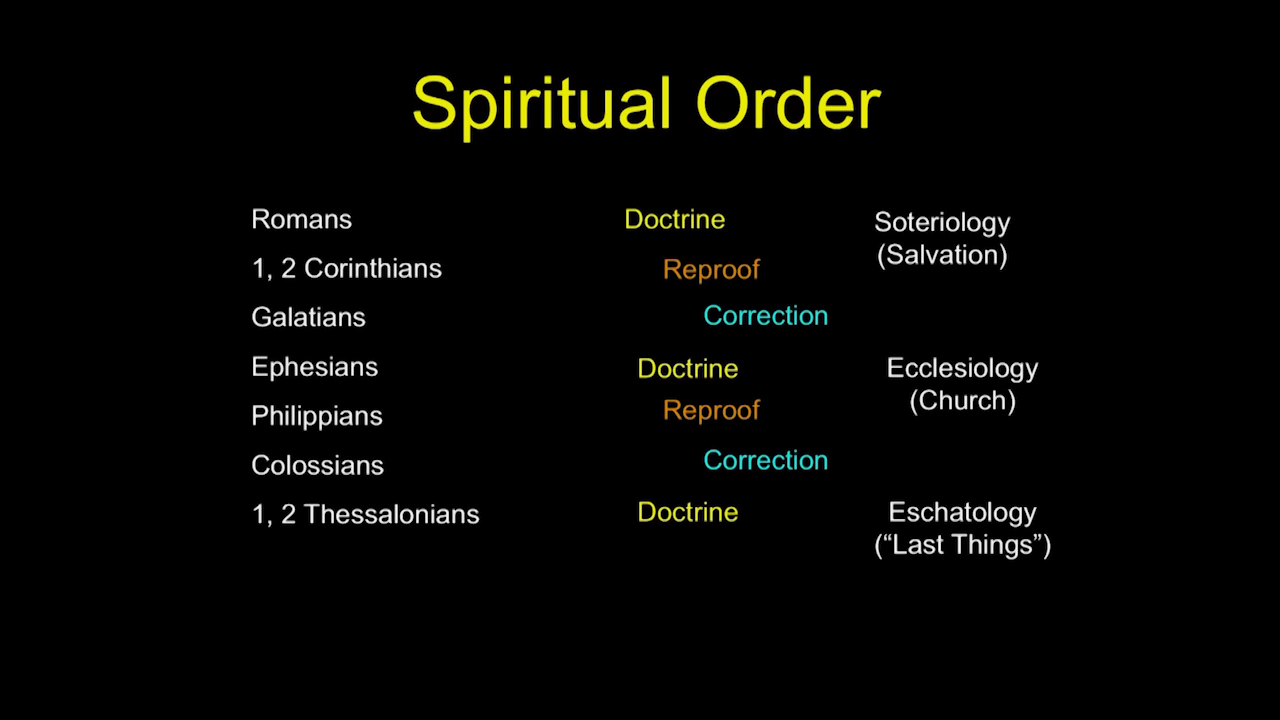 Spiritual Order
Romans Doctrine Soteriology
(Salvation)
1, 2 Corinthians Reproof
Galatians Correction
Ephesians Doctrine Ecclesiology
(Church)
Philippians Reproof
Colossians Correction
1, 2 Thessalonians Doctrine Eschatology
(“Last Things”)